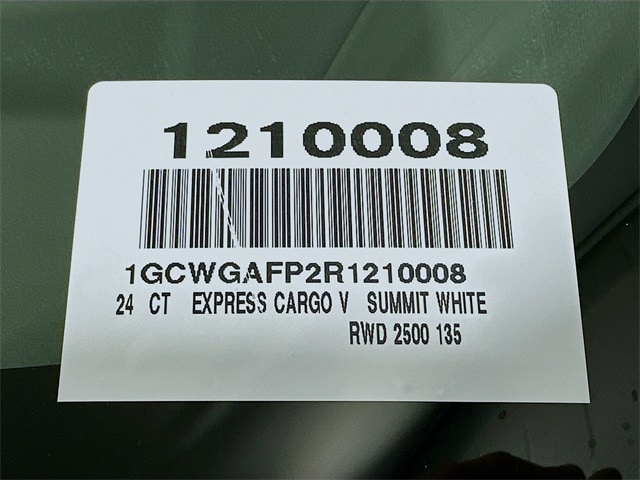 1210008
1GCWGAFP2R1210008
24 CT EXPRESS CARGO V SUMMIT WHITE
RWD 2500 135